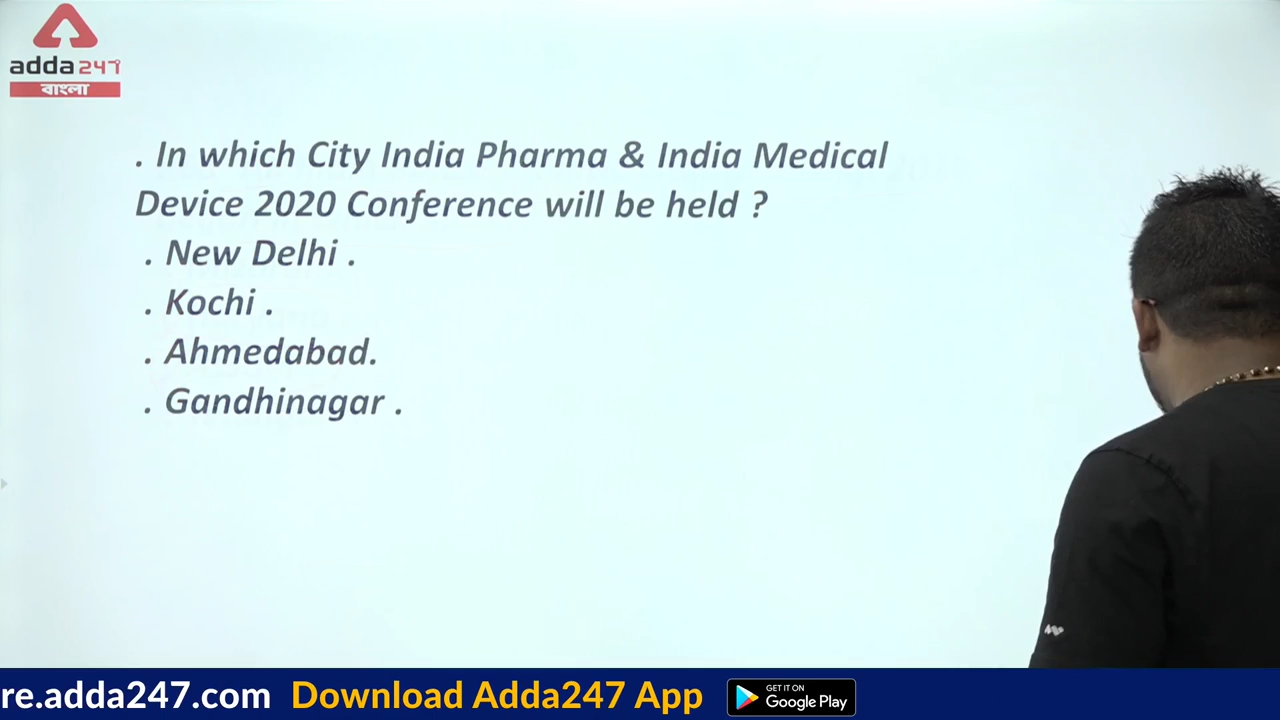 adda247
বাংলা
. In which City India Pharma & India Medical
Device 2020 Conference will be held ?
. New Delhi .
. Kochi .
. Ahmedabad.
. Gandhinagar .
re.adda247.com Download Adda247 App GET IT ON
Google Play